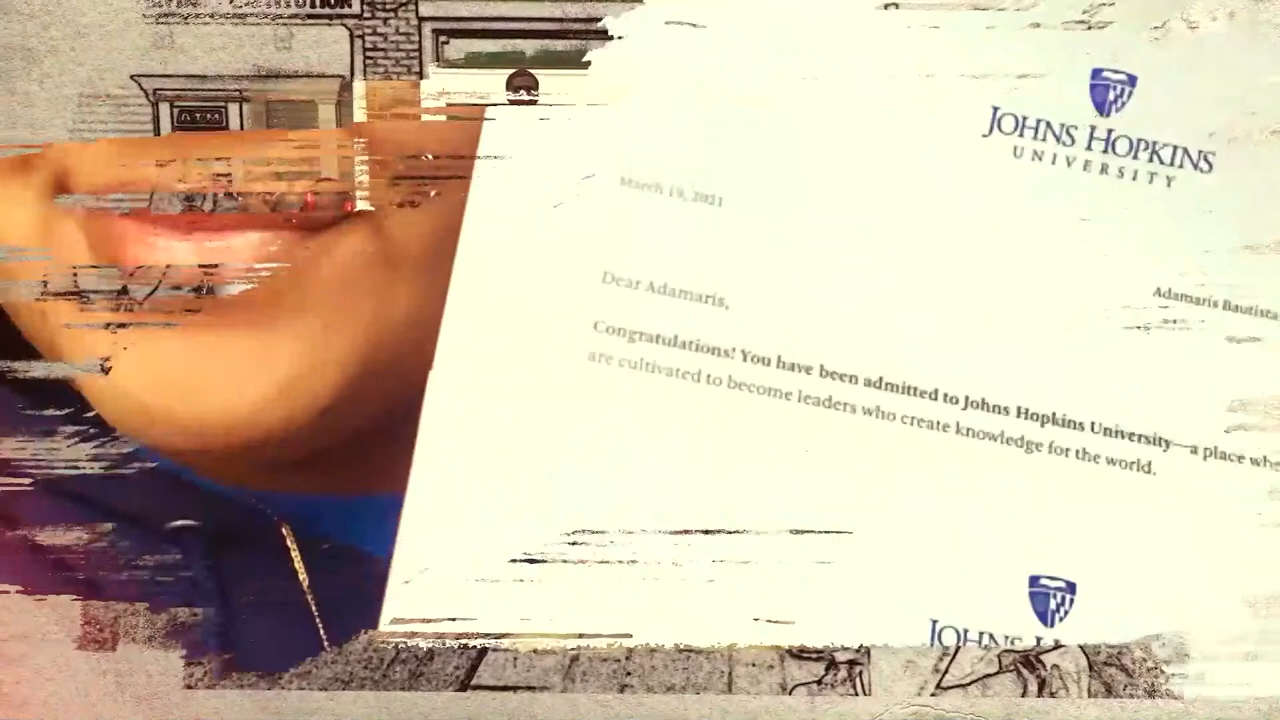 ATM
JOHNS HOPKINS
UNIVERSITY
March 19, 2021
Dear Adamaris,
Adamaris Bautista
Congratulations! You have been admitted to Johns Hopkins University—a place whe
are cultivated to become leaders who create knowledge for the world.
JOHNS H